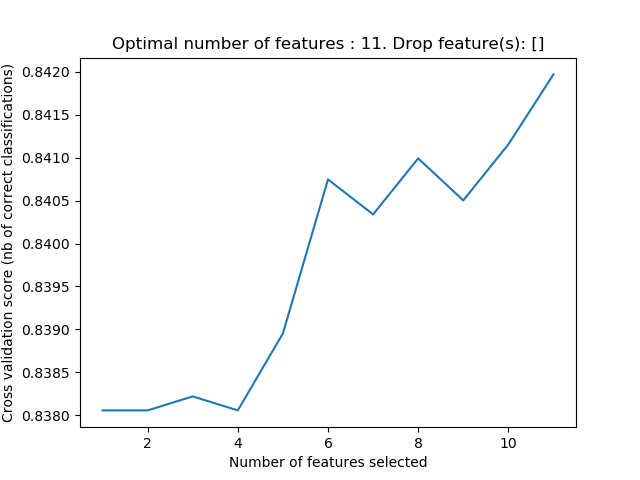 Optimal number of features : 11. Drop feature(s): []
Cross validation score (nb of correct classifications)
0.8420
0.8415
0.8410
0.8405
0.8400
0.8395
0.8390
0.8385
0.8380
2 4 6 8 10
Number of features selected